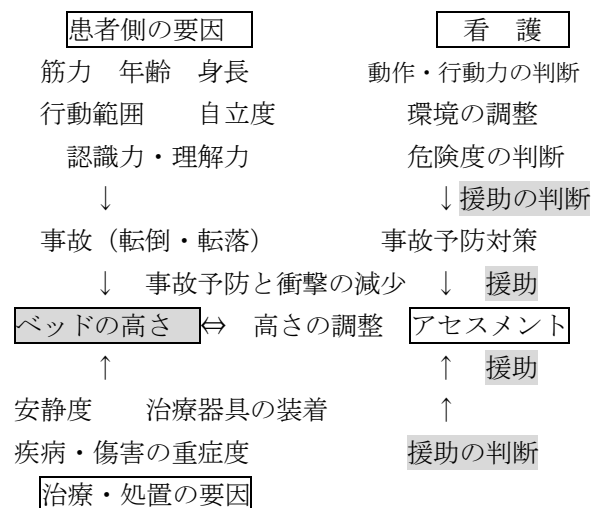 患者側の要因 看 護
筋力 年齢 身長 動作・行動力の判断
行動範囲 自立度 環境の調整
認識力・理解力 危険度の判断
↓ ↓援助の判断
事故（転倒・転落） 事故予防対策
↓ 事故予防と衝撃の減少 ↓ 援助
ベッドの高さ ⇔ 高さの調整 アセスメント
↑ ↑ 援助
安静度 治療器具の装着 ↑
疾病・傷害の重症度 援助の判断
治療・処置の要因